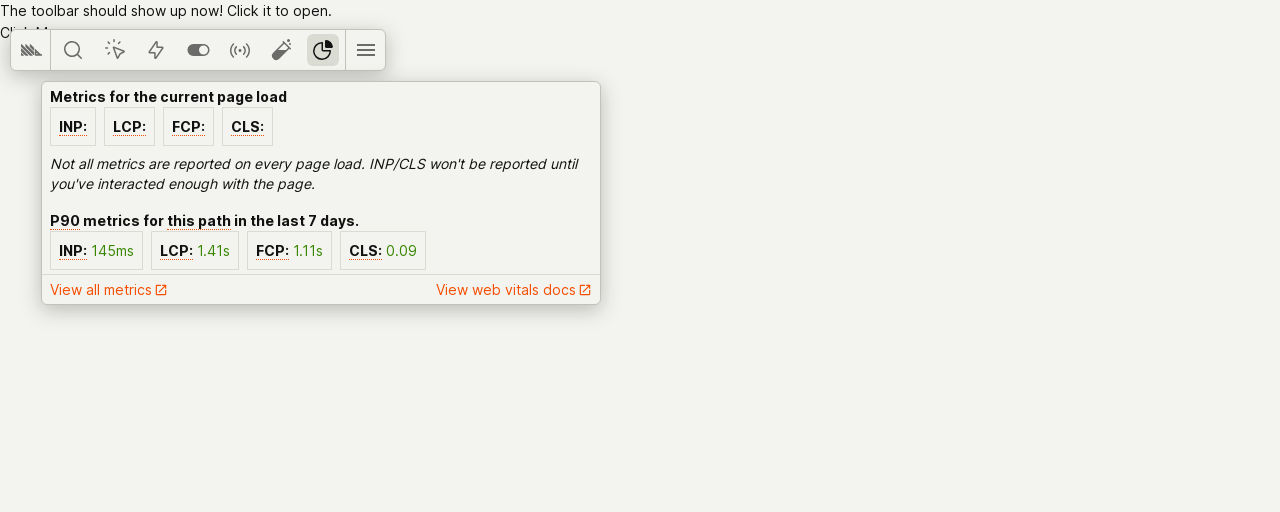 The toolbar should show up now! Click it to open.
Metrics for the current page load
INP: LCP: FCP: CLS:
Not all metrics are reported on every page load. INP/CLS won't be reported until
you've interacted enough with the page.
P90 metrics for this path in the last 7 days.
INP: 145ms LCP: 1.41s FCP: 1.11s CLS: 0.09
View all metrics View web vitals docs